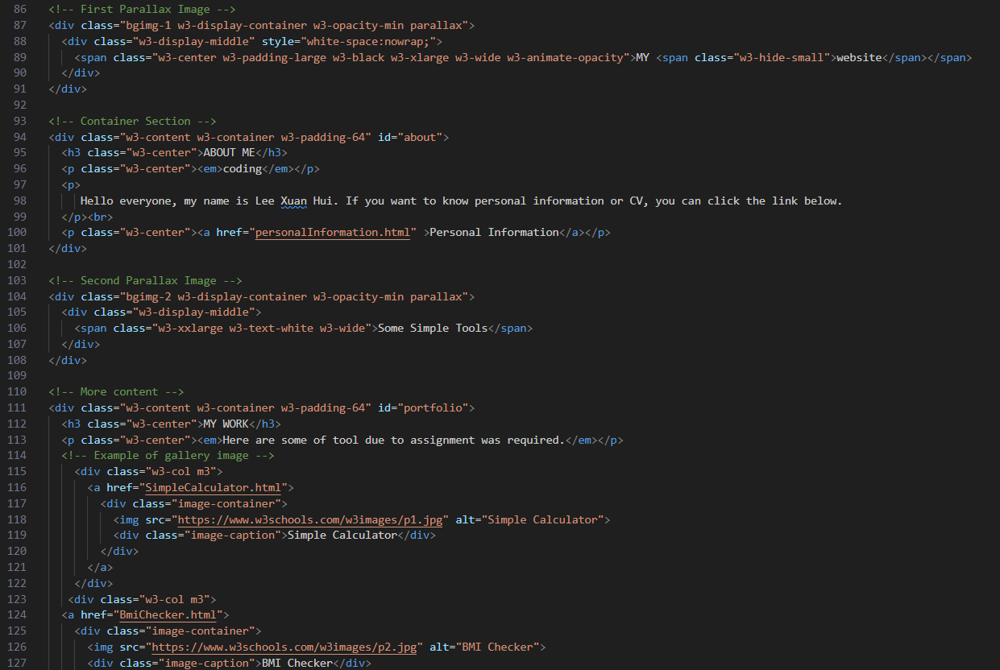 86 <!-- First Parallax Image -->
87 <div class="bgimg-1 w3-display-container w3-opacity-min parallax">
88 <div class="w3-display-middle" style="white-space:nowrap;">
89 <span class="w3-center w3-padding-large w3-black w3-xlarge w3-wide w3-animate-opacity">MY <span class="w3-hide-small">website</span></span>
90 </div>
91 </div>
92
93 <!-- Container Section -->
94 <div class="w3-content w3-container w3-padding-64" id="about">
95 <h3 class="w3-center">ABOUT ME</h3>
96 <p class="w3-center"><em>coding</em></p>
97 <p>
98 Hello everyone, my name is Lee Xuan Hui. If you want to know personal information or CV, you can click the link below.
99 </p><br>
100 <p class="w3-center"><a href="personalInformation.html" >Personal Information</a></p>
101 </div>
102
103 <!-- Second Parallax Image -->
104 <div class="bgimg-2 w3-display-container w3-opacity-min parallax">
105 <div class="w3-display-middle">
106 <span class="w3-xxlarge w3-text-white w3-wide">Some Simple Tools</span>
107 </div>
108 </div>
109
110 <!-- More content -->
111 <div class="w3-content w3-container w3-padding-64" id="portfolio">
112 <h3 class="w3-center">MY WORK</h3>
113 <p class="w3-center"><em>Here are some of tool due to assignment was required.</em></p>
114 <!-- Example of gallery image -->
115 <div class="w3-col m3">
116 <a href="SimpleCalculator.html">
117 <div class="image-container">
118 <img src="https://www.w3schools.com/w3images/p1.jpg" alt="Simple Calculator">
119 <div class="image-caption">Simple Calculator</div>
120 </div>
121 </a>
122 </div>
123 <div class="w3-col m3">
124 <a href="BmiChecker.html">
125 <div class="image-container">
126 <img src="https://www.w3schools.com/w3images/p2.jpg" alt="BMI Checker">
127 <div class="image-caption">BMI Checker</div>